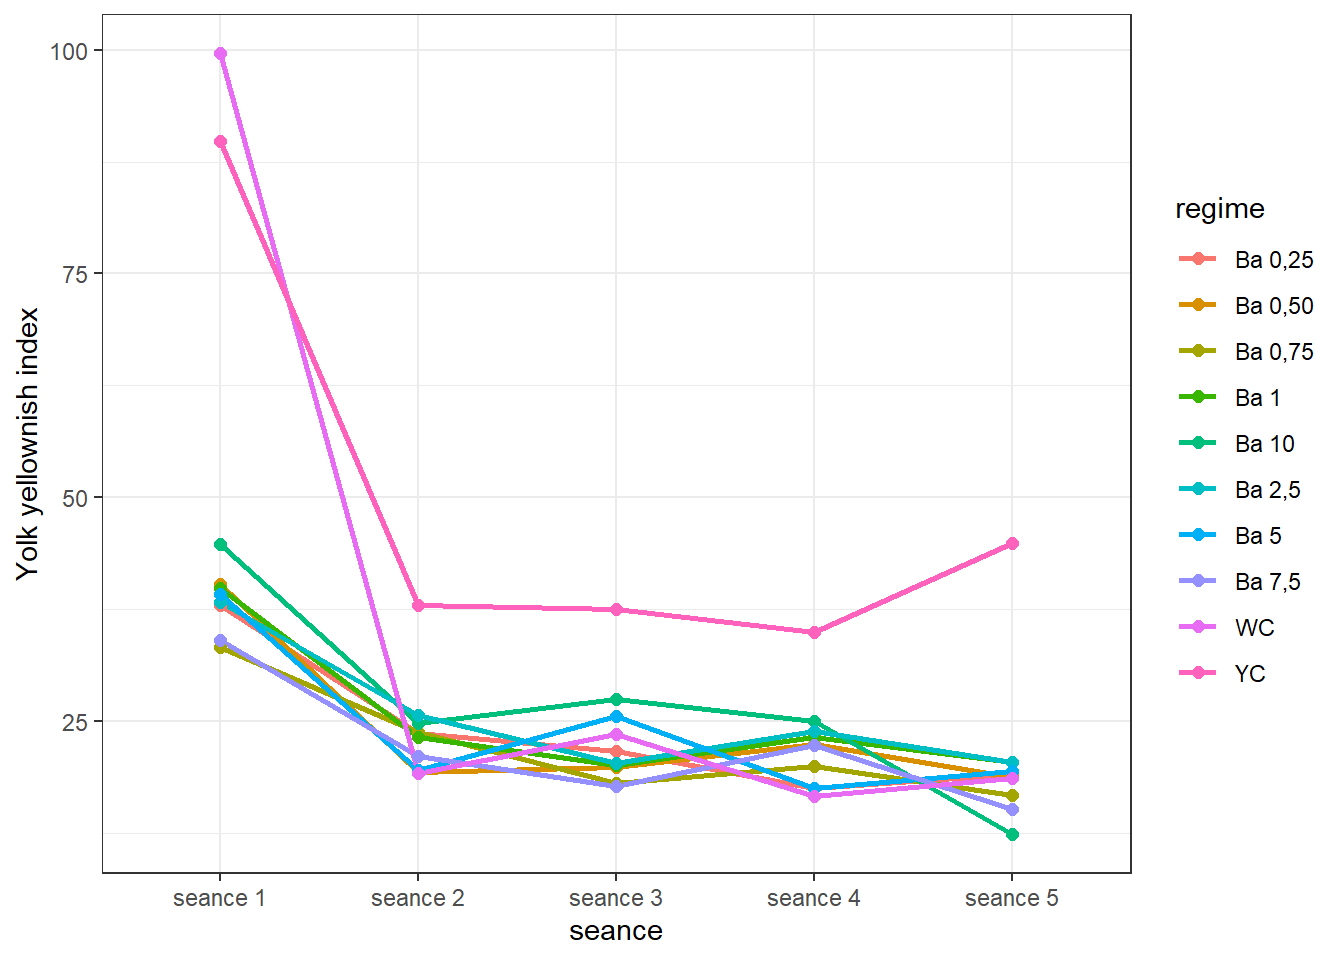 100
75
50
25
Yolk yellownish index
seance 1
seance 2
seance 3
seance 4
seance 5
seance
regime
Ba 0,25
Ba 0,50
Ba 0,75
Ba 1
Ba 10
Ba 2,5
Ba 5
Ba 7,5
WC
YC